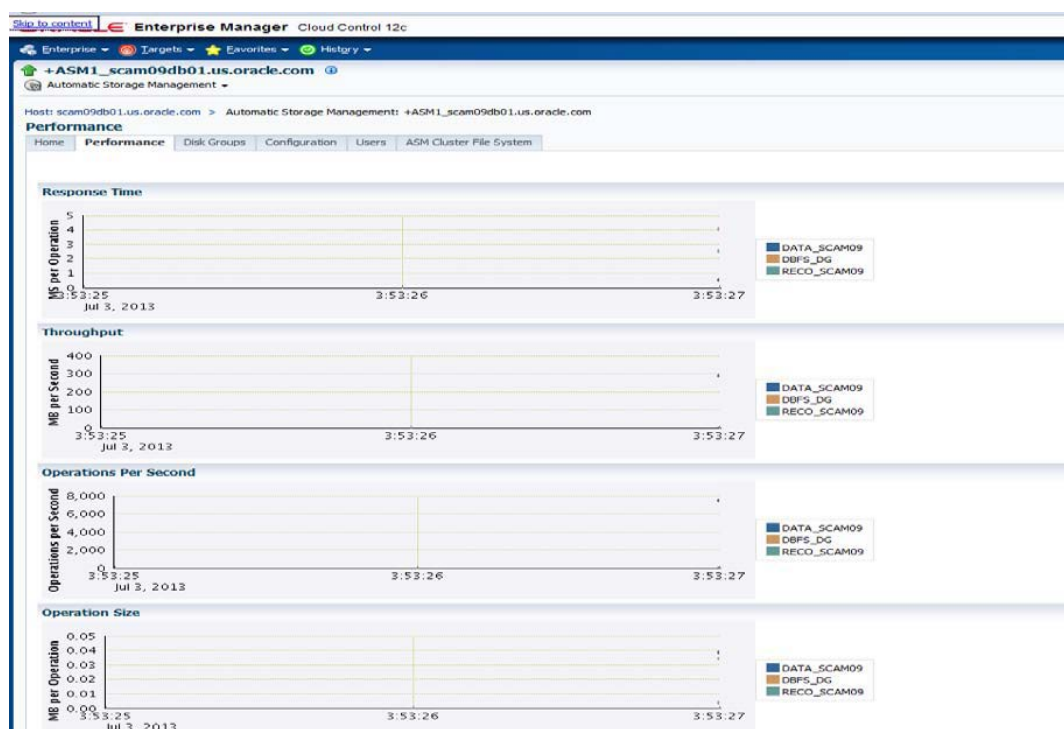 Skip to content
Enterprise Manager Cloud Control 12c
Enterprise Targets Favorites History
+ASM1_scam09db01.us.oracle.com
Automatic Storage Management
Host: scam09db01.us.oracle.com > Automatic Storage Management: +ASM1_scam09db01.us.oracle.com
Performance
Home Performance Disk Groups Configuration Users ASM Cluster File System
Response Time
MS per Operation
5
4
3
2
1
0
3:53:25 3:53:26 3:53:27
Jul 3, 2013
DATA_SCAM09
DBFS_DG
RECO_SCAM09
Throughput
MB per Second
400
300
200
100
0
3:53:25 3:53:26 3:53:27
Jul 3, 2013
DATA_SCAM09
DBFS_DG
RECO_SCAM09
Operations Per Second
Operations per Second
8,000
6,000
4,000
2,000
0
3:53:25 3:53:26 3:53:27
Jul 3, 2013
DATA_SCAM09
DBFS_DG
RECO_SCAM09
Operation Size
MB per Operation
0.05
0.04
0.03
0.02
0.01
0.00
3:53:25 3:53:26 3:53:27
Jul 3, 2013
DATA_SCAM09
DBFS_DG
RECO_SCAM09